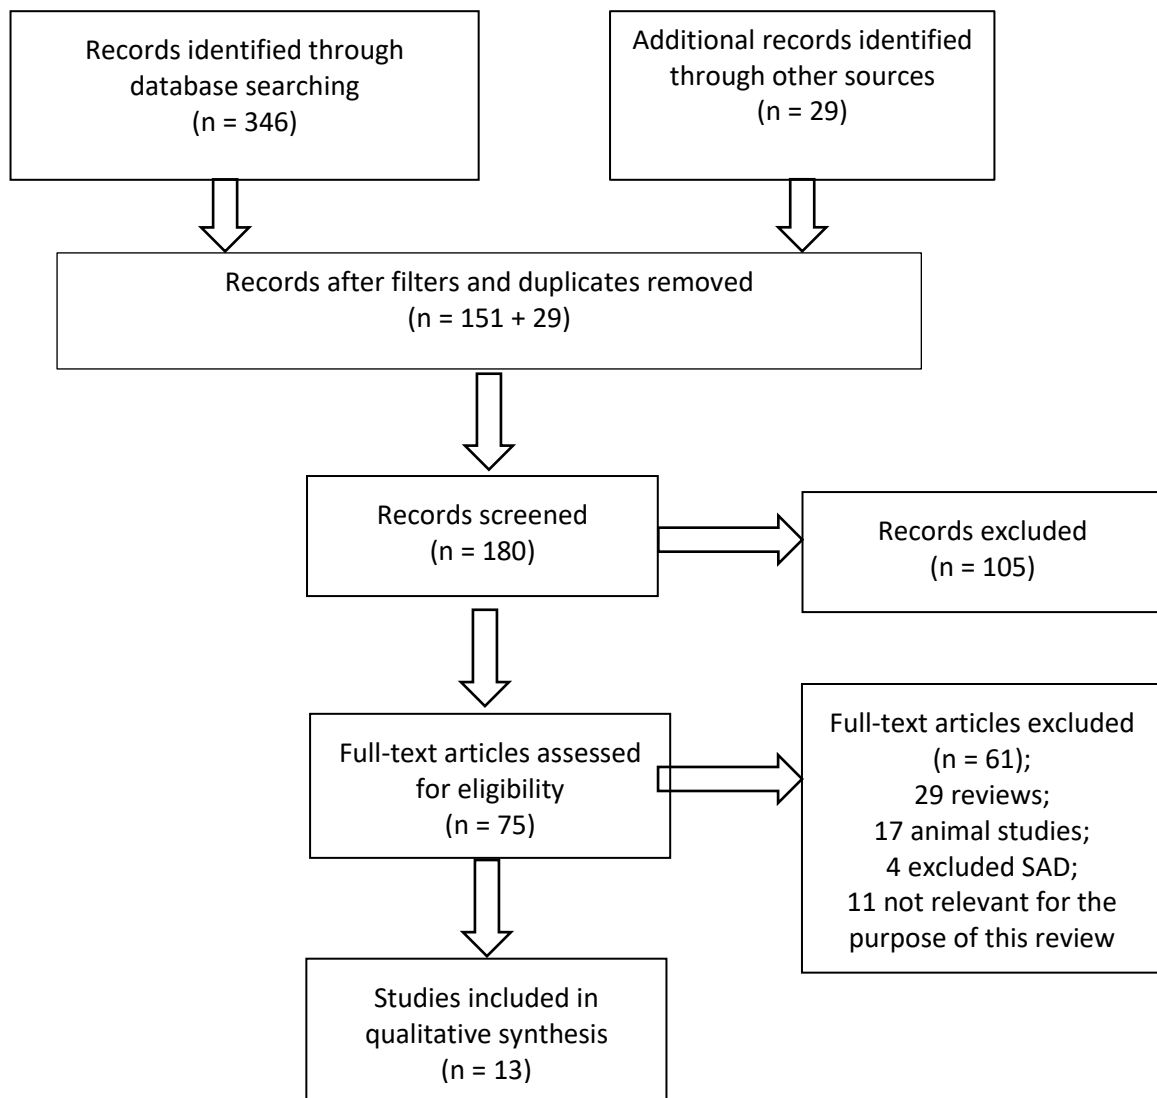 Records identified through
database searching
(n = 346)
Additional records identified
through other sources
(n = 29)
Records after filters and duplicates removed
(n = 151 + 29)
Records screened
(n = 180)
Records excluded
(n = 105)
Full-text articles assessed
for eligibility
(n = 75)
Full-text articles excluded
(n = 61);
29 reviews;
17 animal studies;
4 excluded SAD;
11 not relevant for the
purpose of this review
Studies included in
qualitative synthesis
(n = 13)